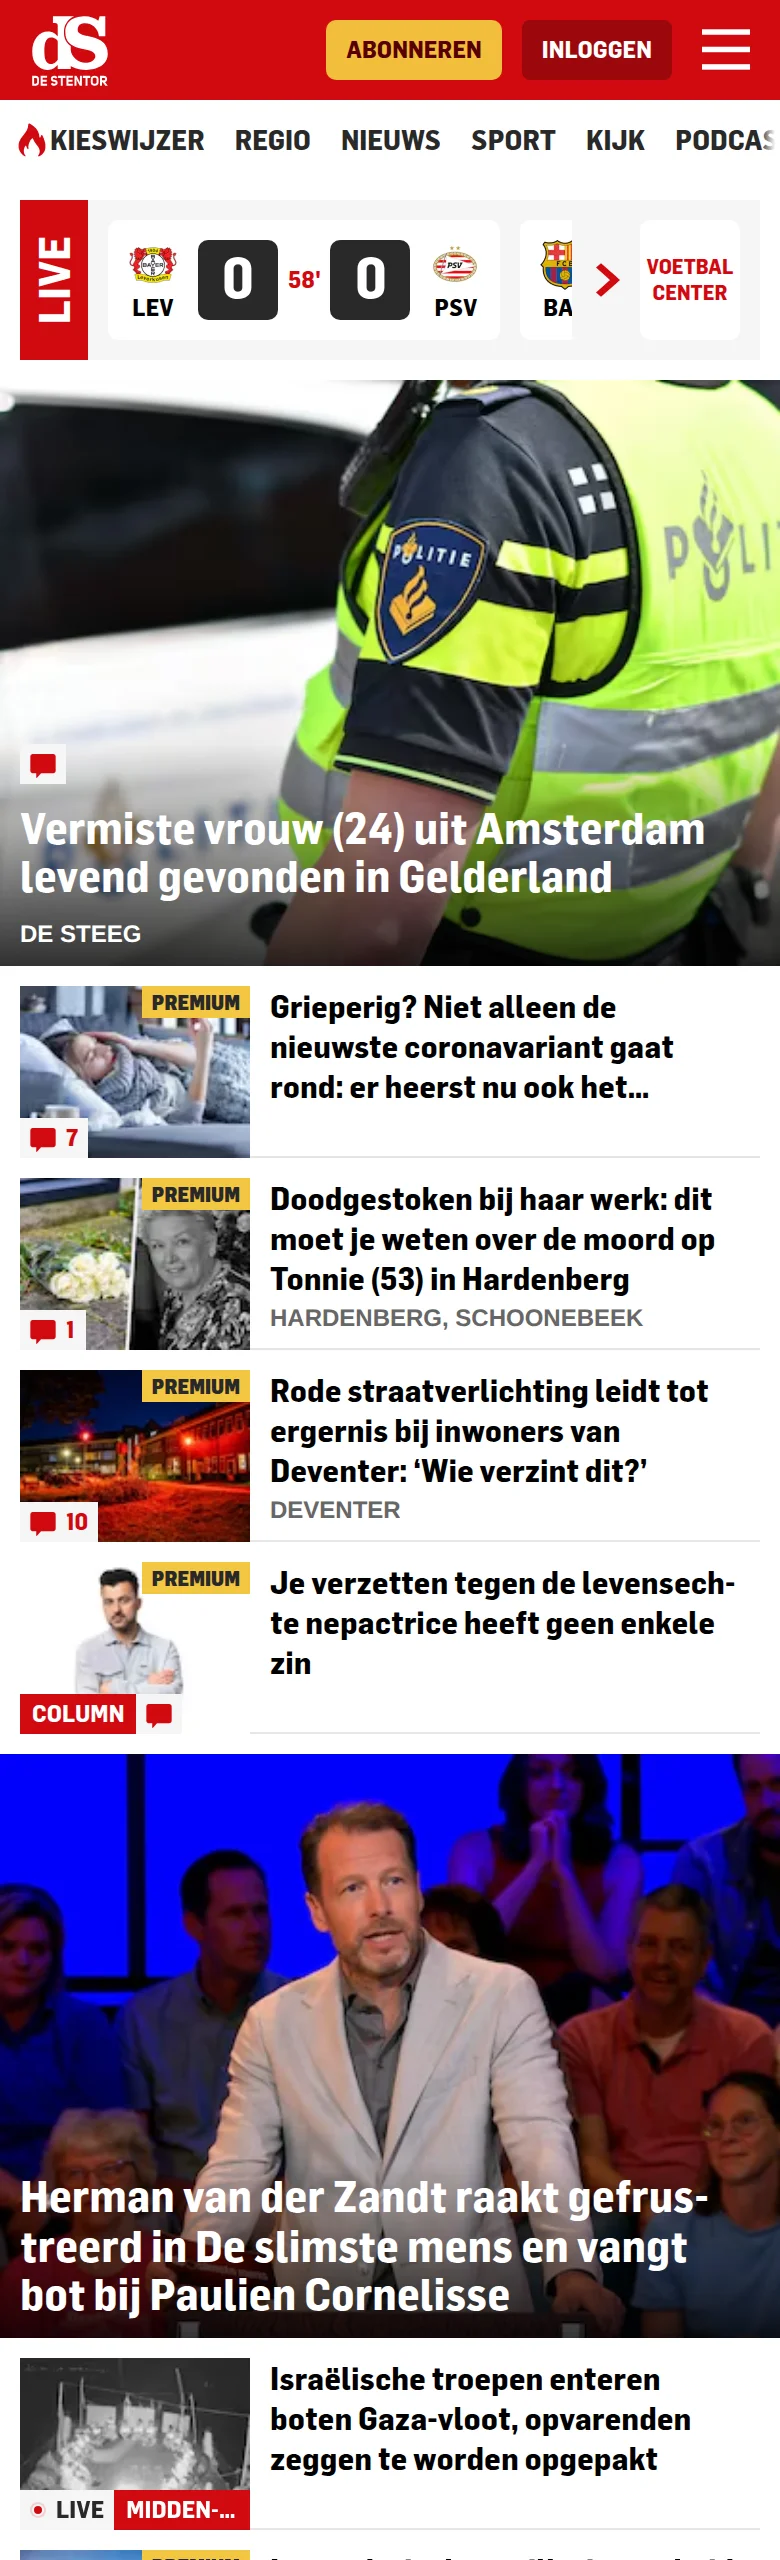 dS
DE STENTOR
ABONNEREN
INLOGGEN
KIESWIJZER REGIO NIEUWS SPORT KIJK PODCAS
LIVE
LEV
0
58'
0
PSV
BA
VOETBAL
CENTER
POLITIE
POLIT
Vermiste vrouw (24) uit Amsterdam
levend gevonden in Gelderland
DE STEEG
PREMIUM
7
Grieperig? Niet alleen de
nieuwste coronavariant gaat
rond: er heerst nu ook het...
PREMIUM
1
Doodgestoken bij haar werk: dit
moet je weten over de moord op
Tonnie (53) in Hardenberg
HARDENBERG, SCHOONEBEEK
PREMIUM
10
Rode straatverlichting leidt tot
ergernis bij inwoners van
Deventer: ‘Wie verzint dit?’
DEVENTER
PREMIUM
COLUMN
Je verzetten tegen de levensech-
te nepactrice heeft geen enkele
zin
Herman van der Zandt raakt gefrus-
treerd in De slimste mens en vangt
bot bij Paulien Cornelisse
LIVE
MIDDEN-...
Israëlische troepen enteren
boten Gaza-vloot, opvarenden
zeggen te worden opgepakt